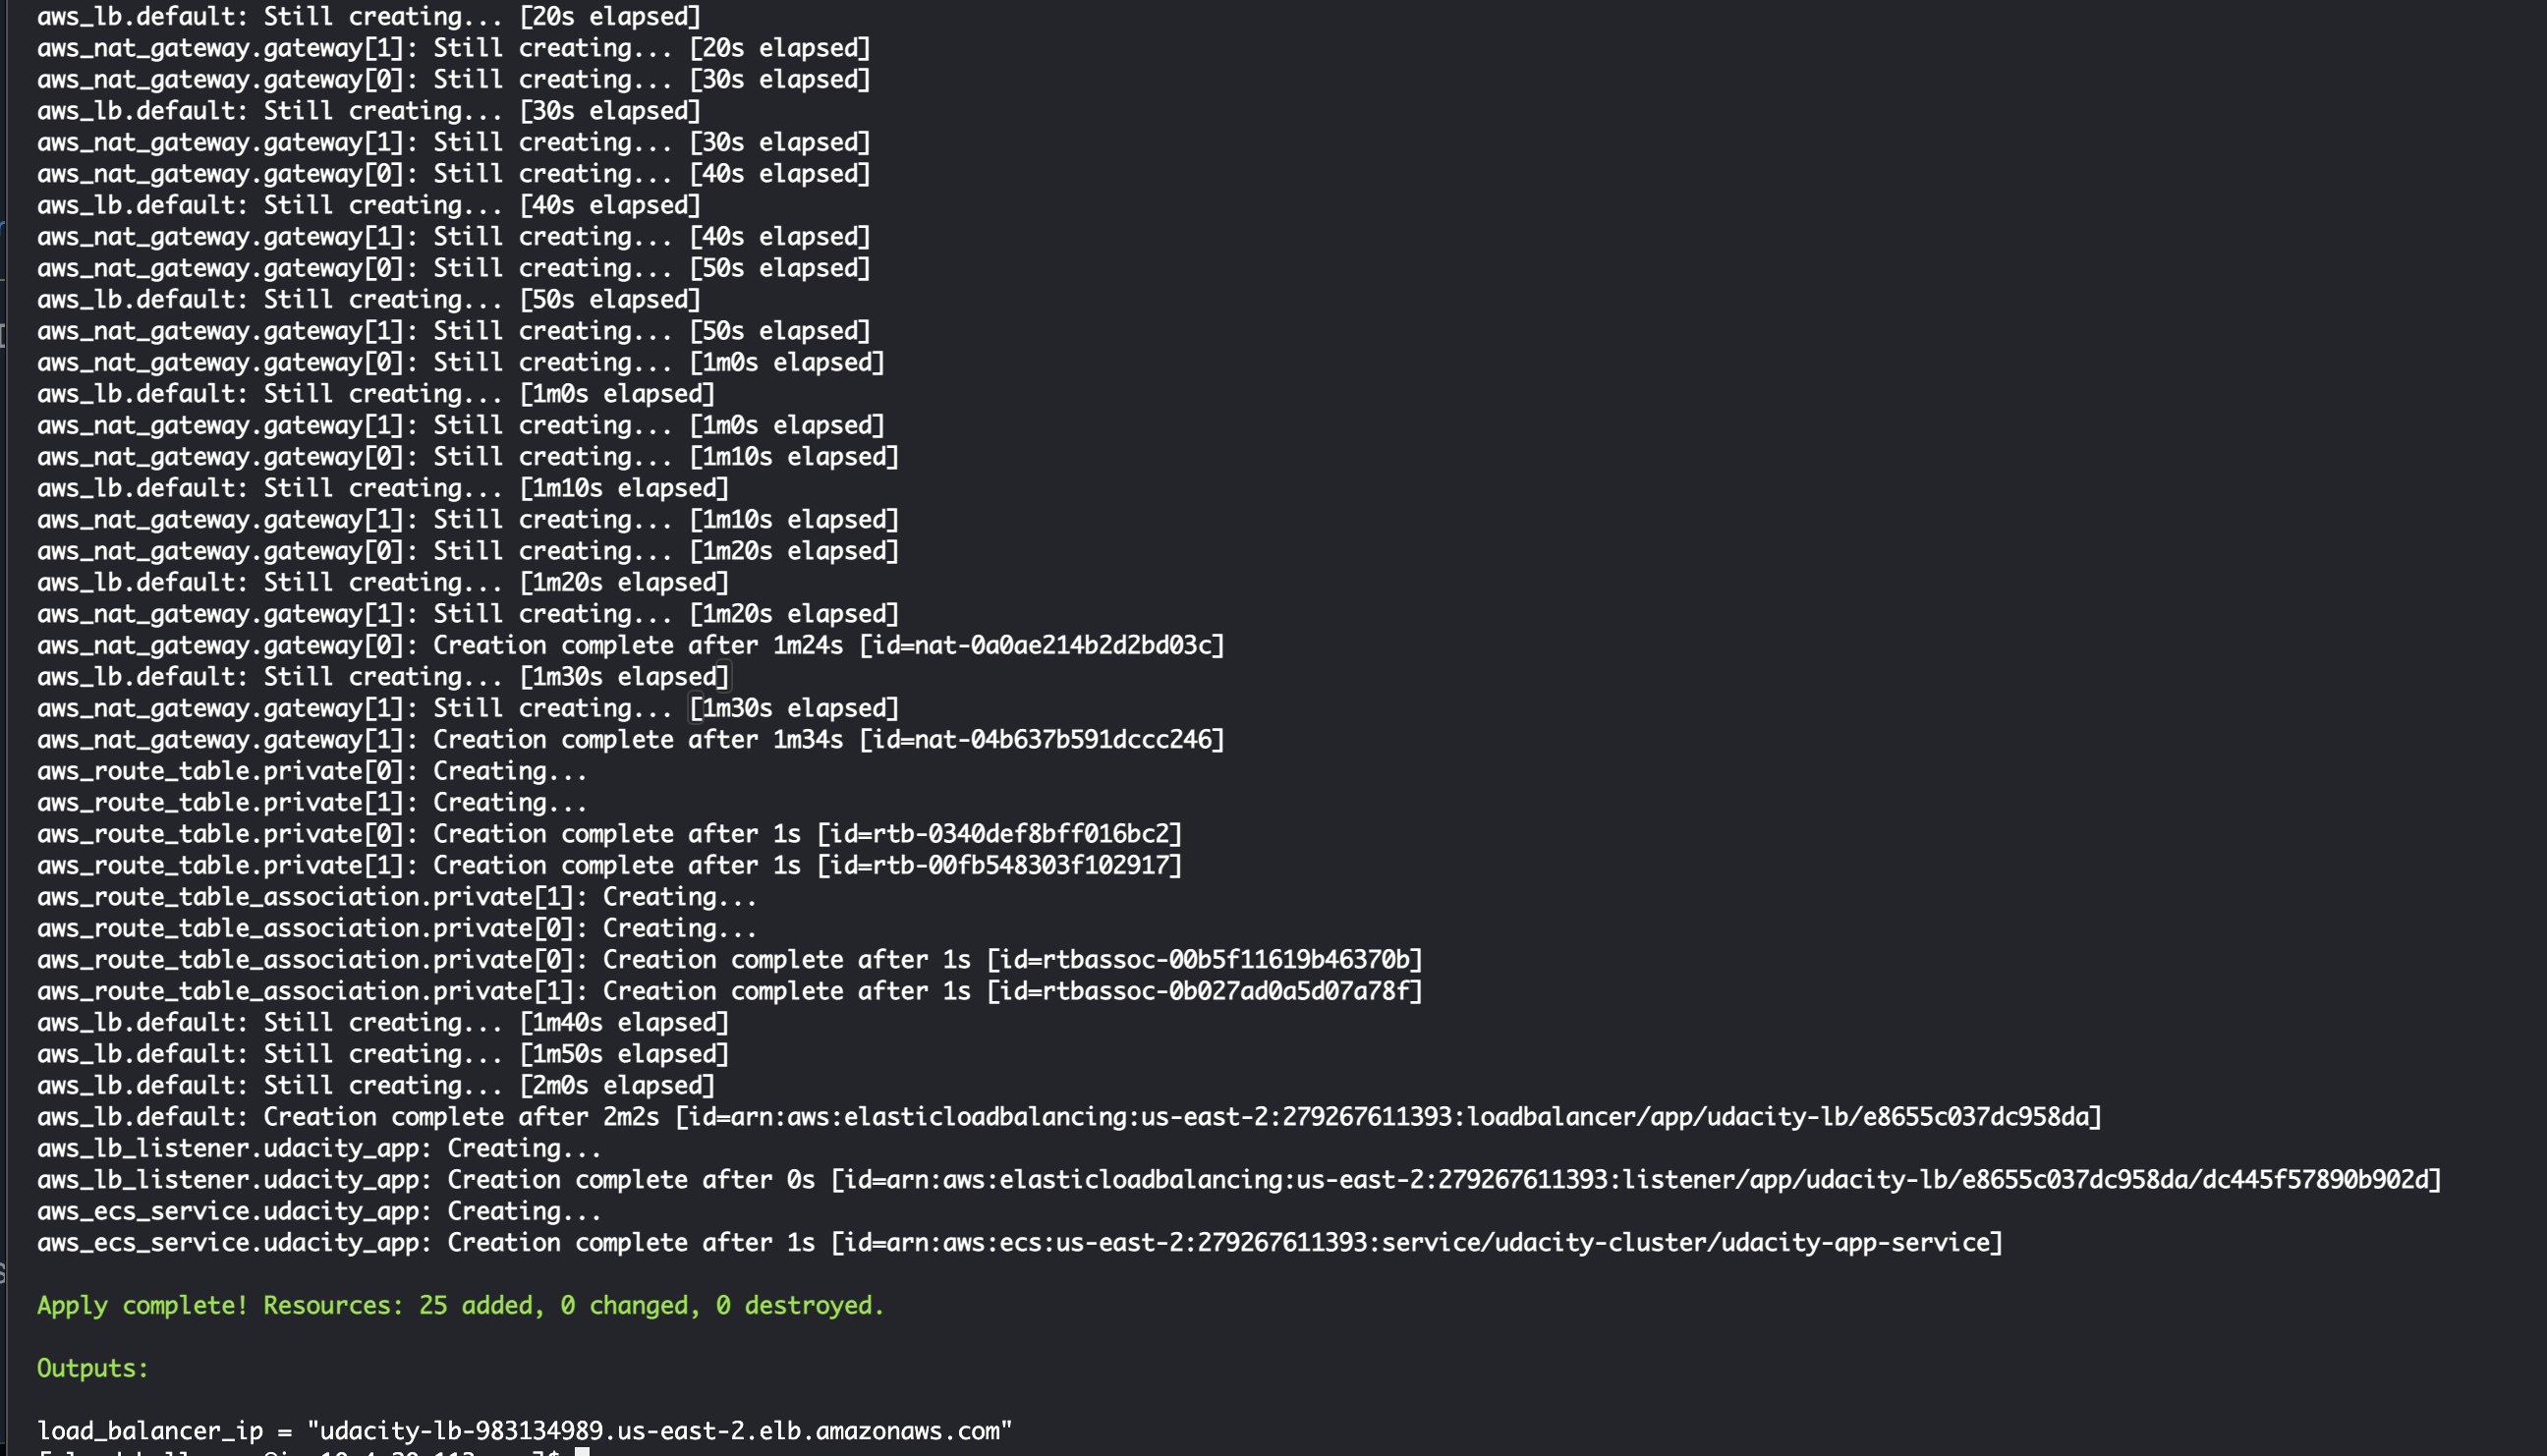 aws_lb.default: Still creating... [20s elapsed]
aws_nat_gateway.gateway[1]: Still creating... [20s elapsed]
aws_nat_gateway.gateway[0]: Still creating... [30s elapsed]
aws_lb.default: Still creating... [30s elapsed]
aws_nat_gateway.gateway[1]: Still creating... [30s elapsed]
aws_nat_gateway.gateway[0]: Still creating... [40s elapsed]
aws_lb.default: Still creating... [40s elapsed]
aws_nat_gateway.gateway[1]: Still creating... [40s elapsed]
aws_nat_gateway.gateway[0]: Still creating... [50s elapsed]
aws_lb.default: Still creating... [50s elapsed]
aws_nat_gateway.gateway[1]: Still creating... [50s elapsed]
aws_nat_gateway.gateway[0]: Still creating... [1m0s elapsed]
aws_lb.default: Still creating... [1m0s elapsed]
aws_nat_gateway.gateway[1]: Still creating... [1m0s elapsed]
aws_nat_gateway.gateway[0]: Still creating... [1m10s elapsed]
aws_lb.default: Still creating... [1m10s elapsed]
aws_nat_gateway.gateway[1]: Still creating... [1m10s elapsed]
aws_nat_gateway.gateway[0]: Still creating... [1m20s elapsed]
aws_lb.default: Still creating... [1m20s elapsed]
aws_nat_gateway.gateway[1]: Still creating... [1m20s elapsed]
aws_nat_gateway.gateway[0]: Creation complete after 1m24s [id=nat-0a0ae214b2d2bd03c]
aws_lb.default: Still creating... [1m30s elapsed]
aws_nat_gateway.gateway[1]: Still creating... [1m30s elapsed]
aws_nat_gateway.gateway[1]: Creation complete after 1m34s [id=nat-04b637b591dccc246]
aws_route_table.private[0]: Creating...
aws_route_table.private[1]: Creating...
aws_route_table.private[0]: Creation complete after 1s [id=rtb-0340def8bff016bc2]
aws_route_table.private[1]: Creation complete after 1s [id=rtb-00fb548303f102917]
aws_route_table_association.private[1]: Creating...
aws_route_table_association.private[0]: Creating...
aws_route_table_association.private[0]: Creation complete after 1s [id=rtbassoc-00b5f11619b46370b]
aws_route_table_association.private[1]: Creation complete after 1s [id=rtbassoc-0b027ad0a5d07a78f]
aws_lb.default: Still creating... [1m40s elapsed]
aws_lb.default: Still creating... [1m50s elapsed]
aws_lb.default: Still creating... [2m0s elapsed]
aws_lb.default: Creation complete after 2m2s [id=arn:aws:elasticloadbalancing:us-east-2:279267611393:loadbalancer/app/udacity-lb/e8655c037dc958da]
aws_lb_listener.udacity_app: Creating...
aws_lb_listener.udacity_app: Creation complete after 0s [id=arn:aws:elasticloadbalancing:us-east-2:279267611393:listener/app/udacity-lb/e8655c037dc958da/dc445f57890b902d]
aws_ecs_service.udacity_app: Creating...
aws_ecs_service.udacity_app: Creation complete after 1s [id=arn:aws:ecs:us-east-2:279267611393:service/udacity-cluster/udacity-app-service]
Apply complete! Resources: 25 added, 0 changed, 0 destroyed.
Outputs:
load_balancer_ip = "udacity-lb-983134989.us-east-2.elb.amazonaws.com"